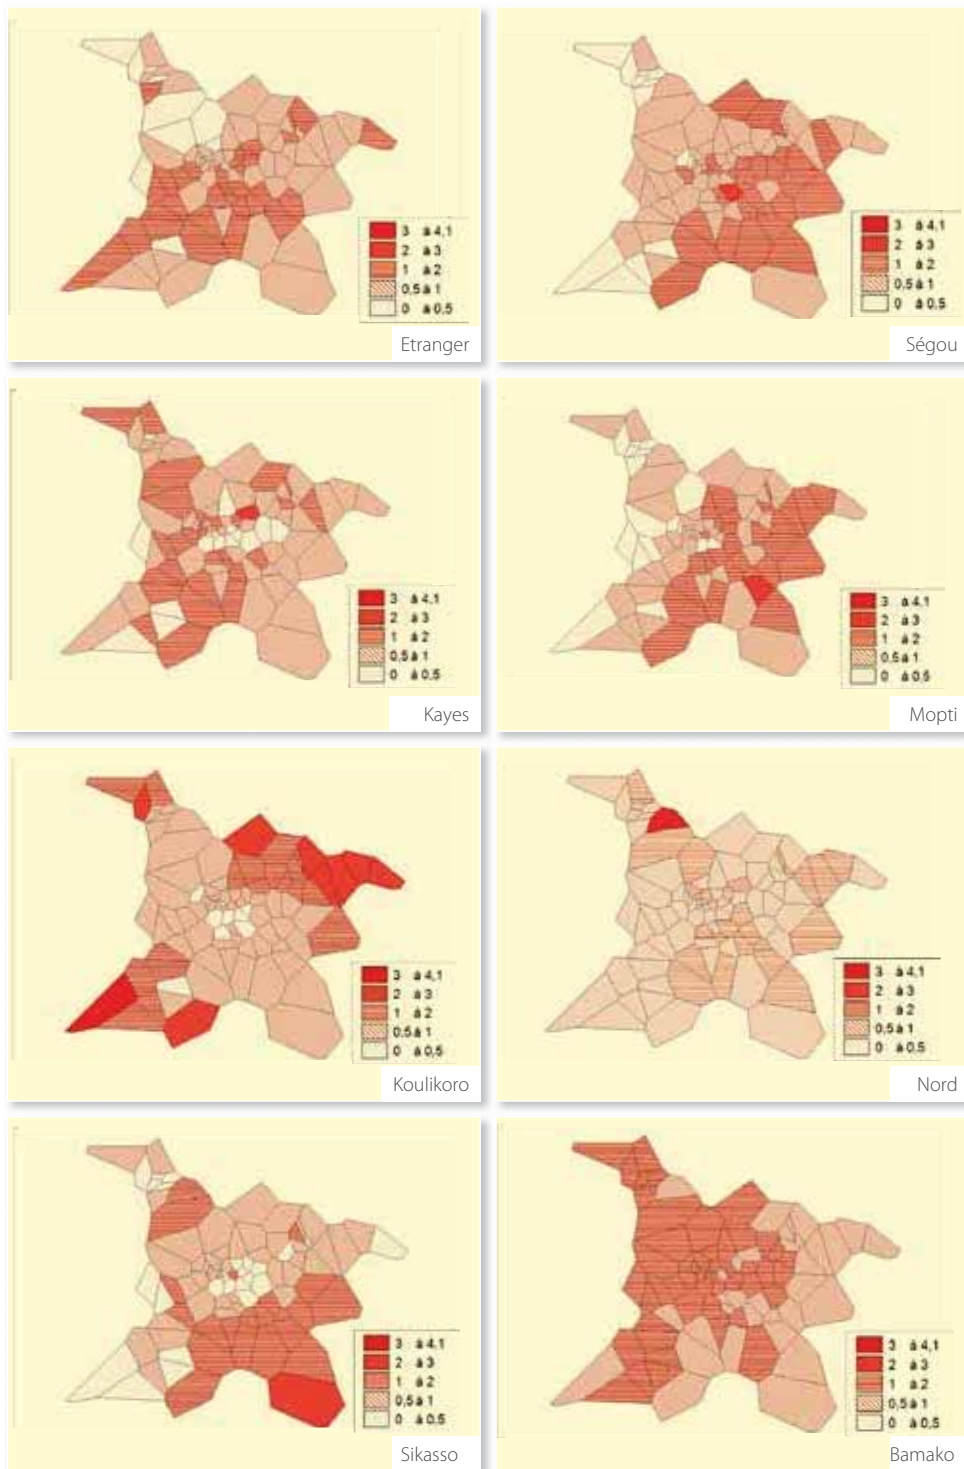 3 à 4,1
2 à 3
1 à 2
0,5 à 1
0 à 0,5
Etranger
3 à 4,1
2 à 3
1 à 2
0,5 à 1
0 à 0,5
Ségou
3 à 4,1
2 à 3
1 à 2
0,5 à 1
0 à 0,5
Kayes
3 à 4,1
2 à 3
1 à 2
0,5 à 1
0 à 0,5
Mopti
3 à 4,1
2 à 3
1 à 2
0,5 à 1
0 à 0,5
Koulikoro
3 à 4,1
2 à 3
1 à 2
0,5 à 1
0 à 0,5
Nord
3 à 4,1
2 à 3
1 à 2
0,5 à 1
0 à 0,5
Sikasso
3 à 4,1
2 à 3
1 à 2
0,5 à 1
0 à 0,5
Bamako